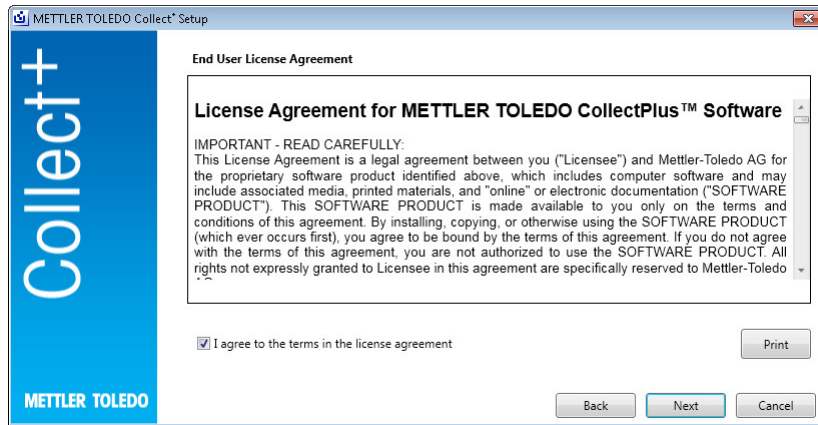 METTLER TOLEDO Collect+ Setup
Collect+
End User License Agreement
License Agreement for METTLER TOLEDO CollectPlus™ Software
IMPORTANT - READ CAREFULLY:
This License Agreement is a legal agreement between you ("Licensee") and Mettler-Toledo AG for
the proprietary software product identified above, which includes computer software and may
include associated media, printed materials, and "online" or electronic documentation ("SOFTWARE
PRODUCT"). This SOFTWARE PRODUCT is made available to you only on the terms and
conditions of this agreement. By installing, copying, or otherwise using the SOFTWARE PRODUCT
(which ever occurs first), you agree to be bound by the terms of this agreement. If you do not agree
with the terms of this agreement, you are not authorized to use the SOFTWARE PRODUCT. All
rights not expressly granted to Licensee in this agreement are specifically reserved to Mettler-Toledo
I agree to the terms in the license agreement
Print
METTLER TOLEDO
Back
Next
Cancel